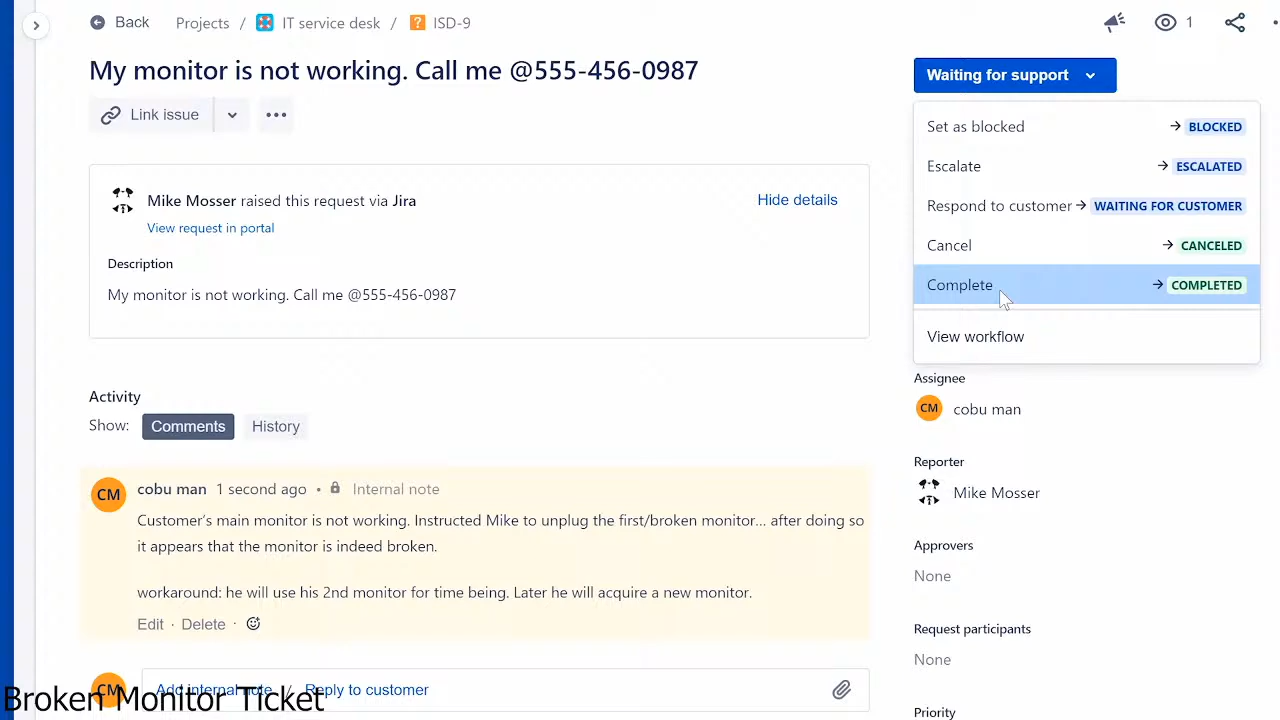 Back Projects / IT service desk / ISD-9 1
My monitor is not working. Call me @555-456-0987
Link issue
Mike Mosser raised this request via Jira
Hide details
View request in portal
Description
My monitor is not working. Call me @555-456-0987
Activity
Show: Comments History
CM cobu man 1 second ago • Internal note
Customer's main monitor is not working. Instructed Mike to unplug the first/broken monitor... after doing so
it appears that the monitor is indeed broken.
workaround: he will use his 2nd monitor for time being. Later he will acquire a new monitor.
Edit · Delete ·
CM Add internal note / Reply to customer
Broken Monitor Ticket
Waiting for support
Set as blocked → BLOCKED
Escalate → ESCALATED
Respond to customer → WAITING FOR CUSTOMER
Cancel → CANCELED
Complete → COMPLETED
View workflow
Assignee
CM cobu man
Reporter
Mike Mosser
Approvers
None
Request participants
None
Priority